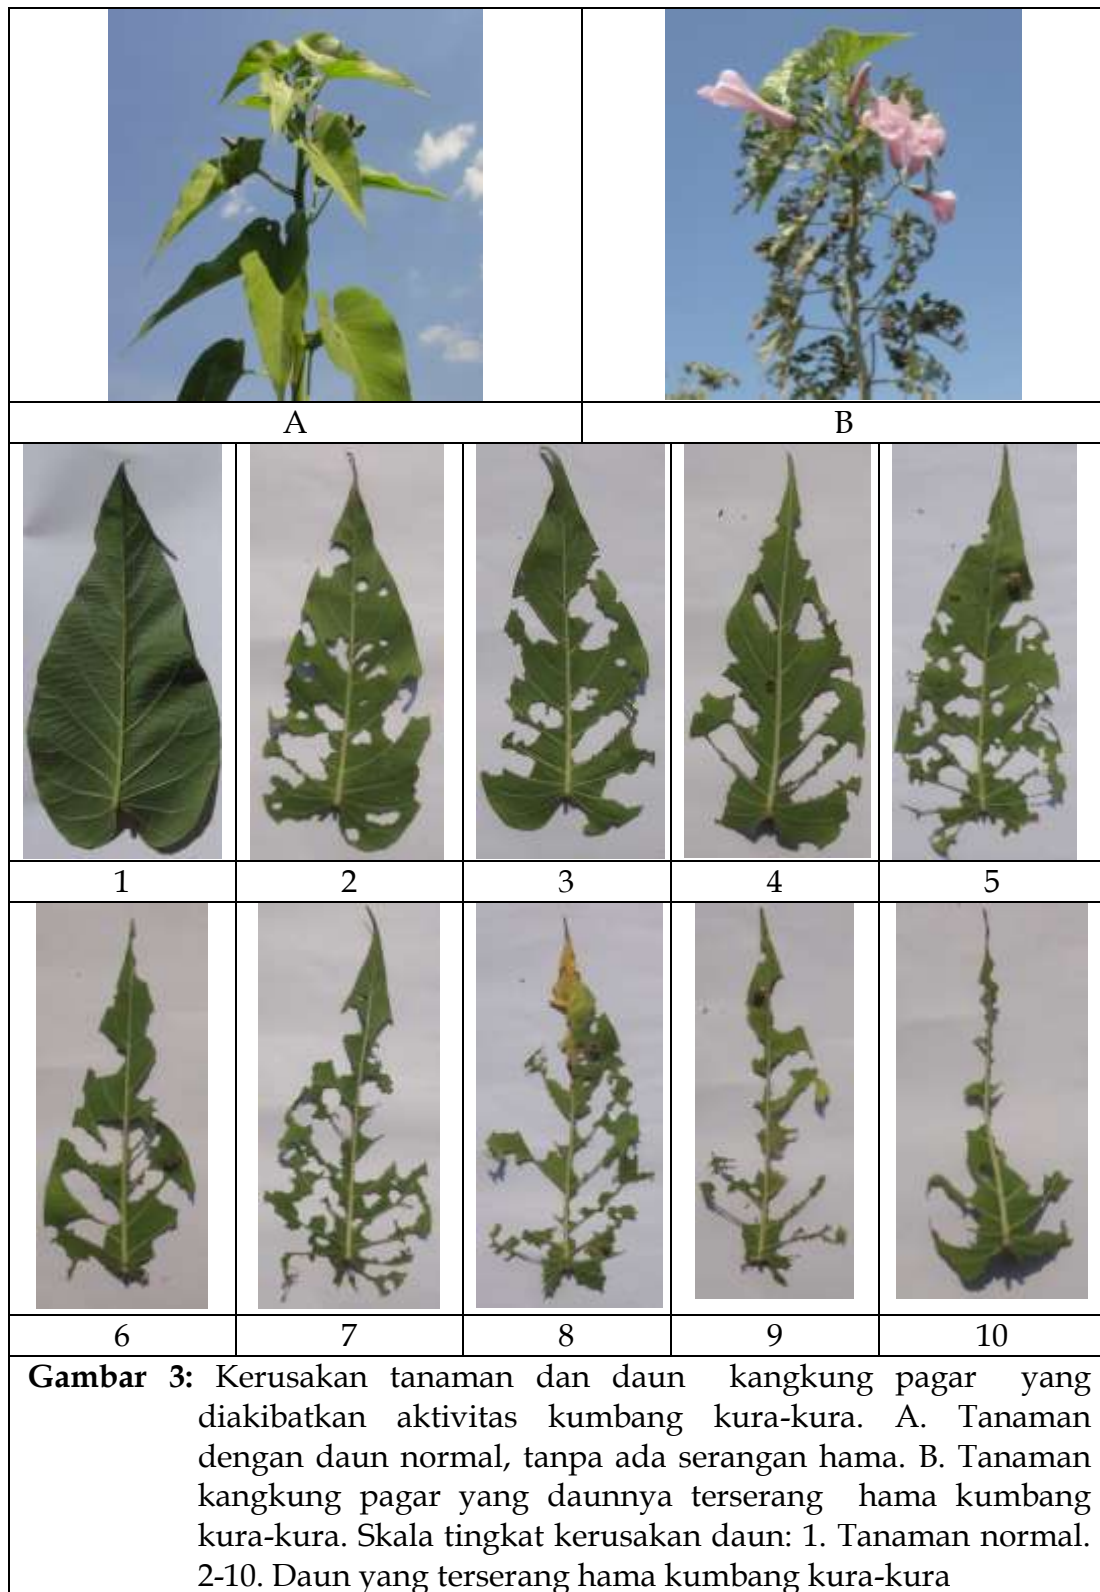 A B
1 2 3 4 5
6 7 8 9 10
Gambar 3: Kerusakan tanaman dan daun kangkung pagar yang
diakibatkan aktivitas kumbang kura-kura. A. Tanaman
dengan daun normal, tanpa ada serangan hama. B. Tanaman
kangkung pagar yang daunnya terserang hama kumbang
kura-kura. Skala tingkat kerusakan daun: 1. Tanaman normal.
2-10. Daun yang terserang hama kumbang kura-kura